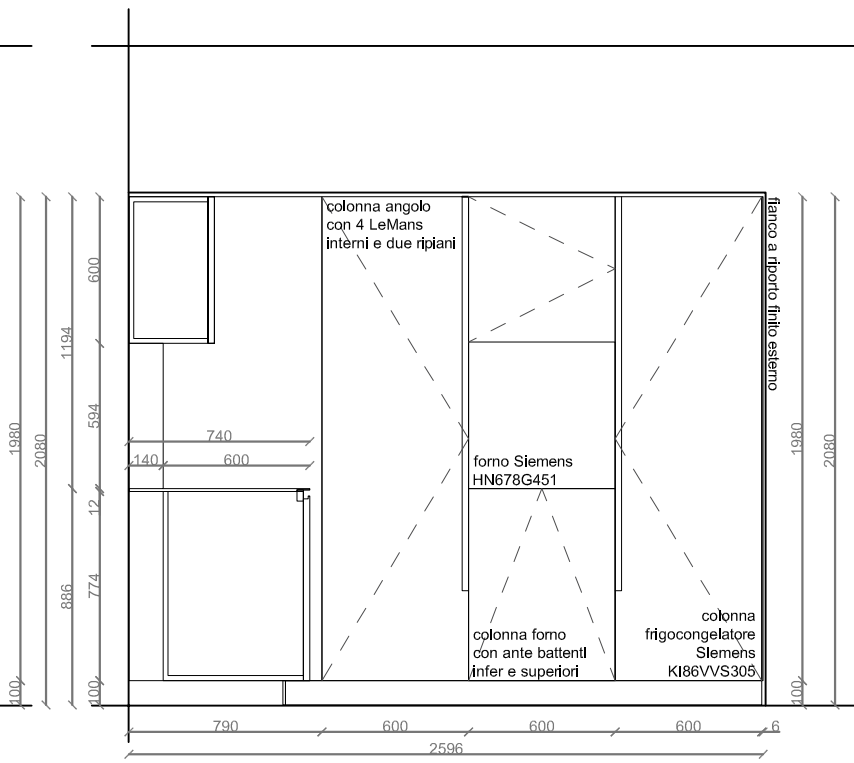 colonna angolo
con 4 LeMans
interni e due ripiani
fianco a riporto finito esterno
600
1194
594
1980
2080
740
140
600
forno Siemens
HN678G451
12
774
886
100
100
colonna forno
con ante battenti
infer e superiori
colonna
frigocongelatore
Siemens
KI86VVS305
1980
2080
100
790
600
600
600
6
2596